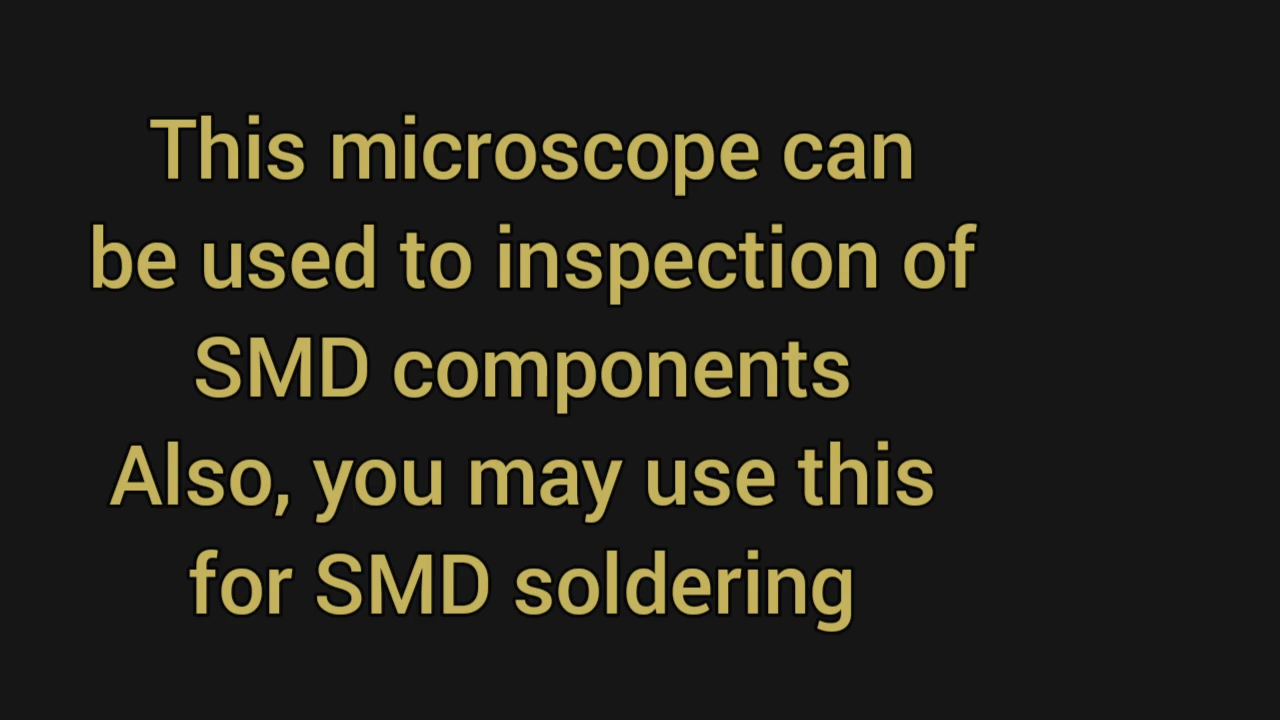 This microscope can
be used to inspection of
SMD components
Also, you may use this
for SMD soldering